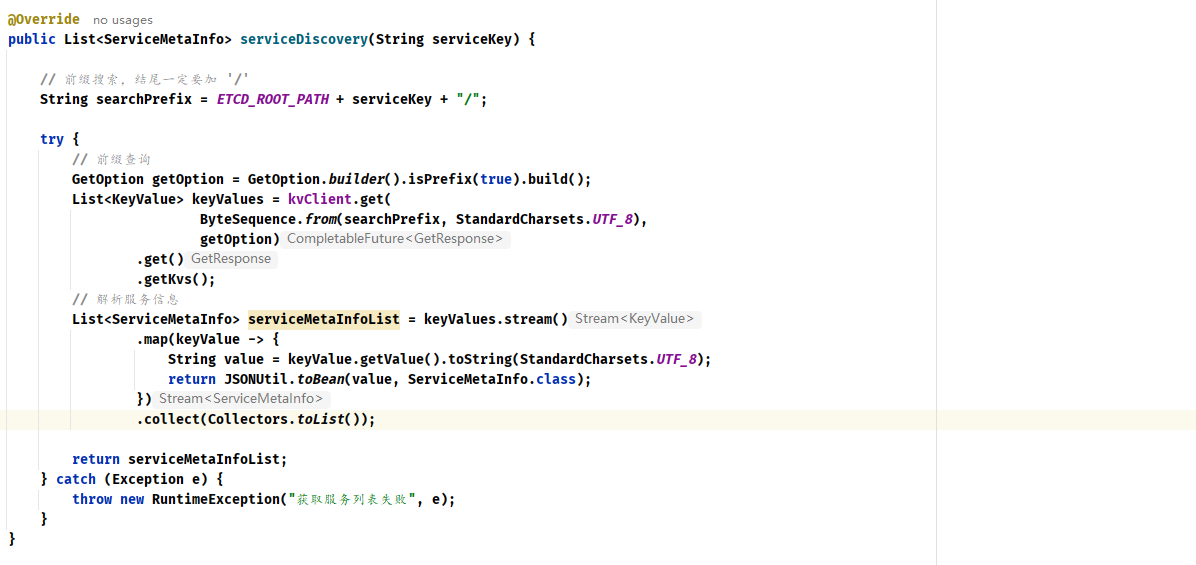 @Override no usages
public List<ServiceMetaInfo> serviceDiscovery(String serviceKey) {
// 前缀搜索，结尾一定要加 '/'
String searchPrefix = ETCD_ROOT_PATH + serviceKey + "/";
try {
// 前缀查询
GetOption getOption = GetOption.builder().isPrefix(true).build();
List<KeyValue> keyValues = kvClient.get(
ByteSequence.from(searchPrefix, StandardCharsets.UTF_8),
getOption) CompletableFuture<GetResponse>
.get() GetResponse
.getKvs();
// 解析服务信息
List<ServiceMetaInfo> serviceMetaInfoList = keyValues.stream() Stream<KeyValue>
.map(keyValue -> {
String value = keyValue.getValue().toString(StandardCharsets.UTF_8);
return JSONUtil.toBean(value, ServiceMetaInfo.class);
}) Stream<ServiceMetaInfo>
.collect(Collectors.toList());
return serviceMetaInfoList;
} catch (Exception e) {
throw new RuntimeException("获取服务列表失败", e);
}
}